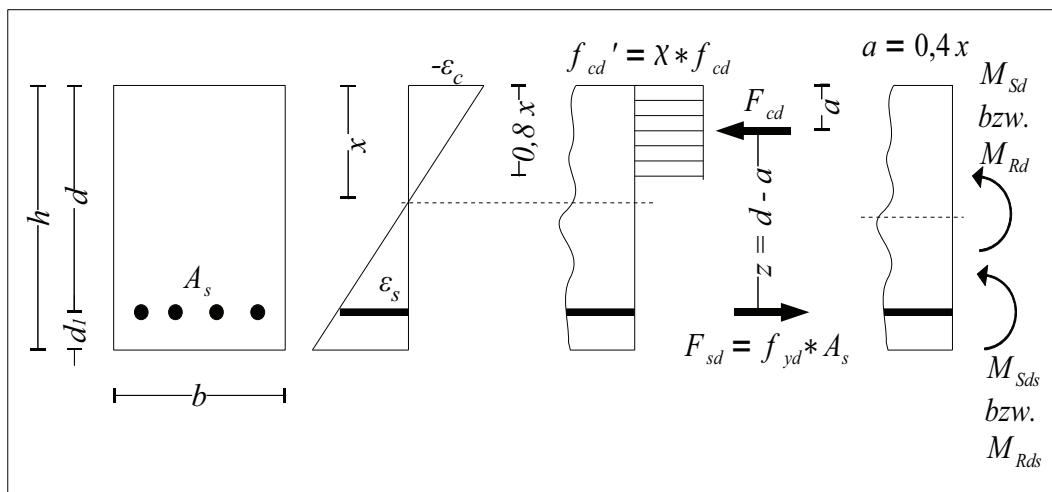 f_cd' = χ * f_cd
a = 0,4 x
-ε_c
M_Sd
bzw.
M_Rd
h
d
d_1
x
0,8 x
F_cd
a
z = d - a
A_s
ε_s
F_sd = f_yd * A_s
b
M_Sds
bzw.
M_Rds